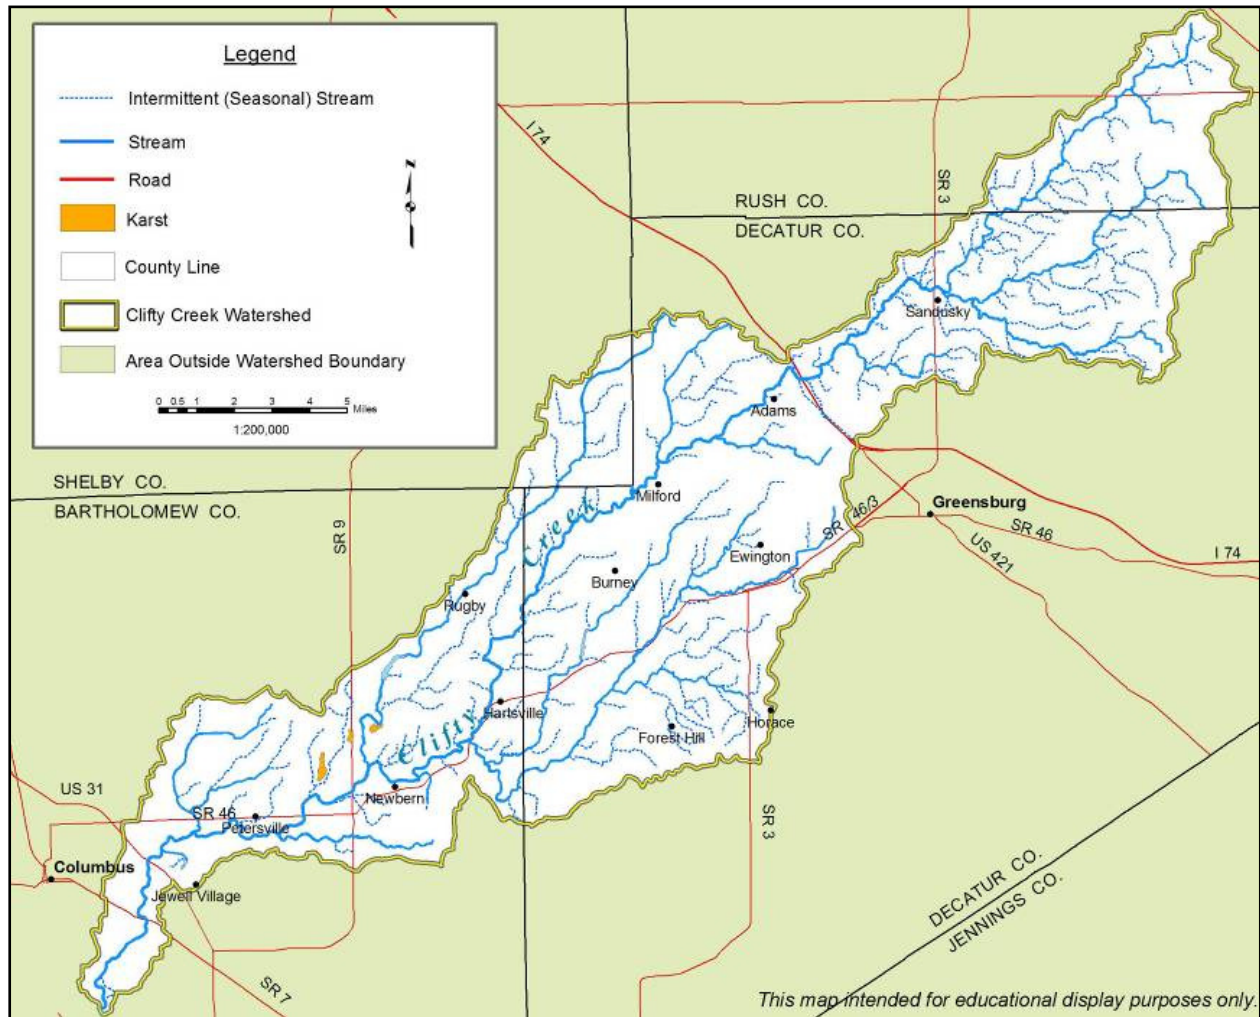 Legend
Intermittent (Seasonal) Stream
Stream
Road
Karst
County Line
Clifty Creek Watershed
Area Outside Watershed Boundary
0 0.5 1 2 3 4 5 Miles
1:200,000
N
I 74
RUSH CO.
DECATUR CO.
SR 3
Sandusky
Adams
SHELBY CO.
BARTHOLOMEW CO.
SR 9
Milford
Creek
Greensburg
SR 46/3
SR 46
US 421
I 74
Ewington
Burney
Rugby
Hartsville
Clifty
Forest Hill
Horace
Newbern
US 31
SR 46
Petersville
SR 3
Columbus
Jewell Village
DECATUR CO.
JENNINGS CO.
SR 7
This map intended for educational display purposes only.